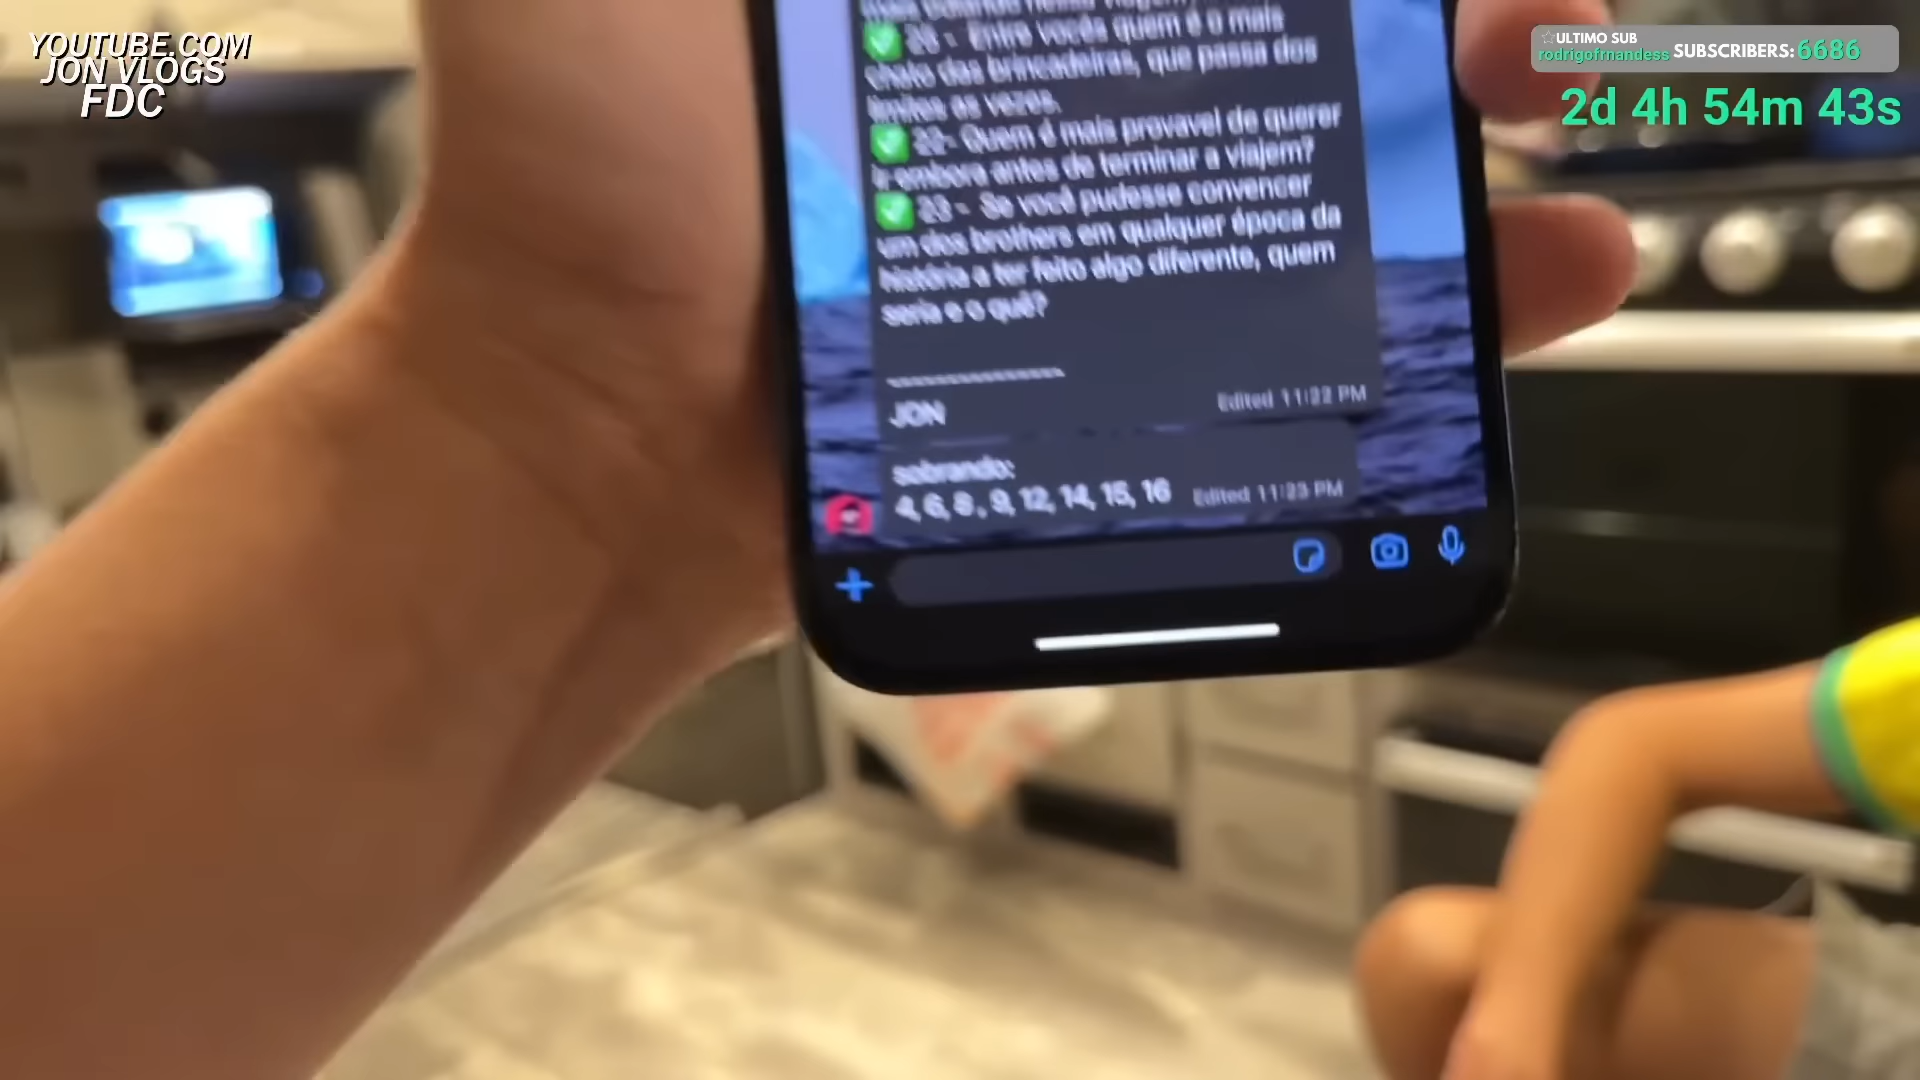 YOUTUBE.COM
JON VLOGS
FDC
ULTIMO SUB
rodrigofrnandess
SUBSCRIBERS: 6686
2d 4h 54m 43s
Entre vocês quem é o mais
chato das brincadeiras, que passa dos
limites as vezes.
22- Quem é mais provavel de querer
ir embora antes de terminar a viajem?
23 - Se você pudesse convencer
um dos brothers em qualquer época da
história a ter feito algo diferente, quem
seria e o quê?
JON
Edited 11:22 PM
sobrando:
4, 6, 8 , 9, 12, 14, 15, 16
Edited 11:23 PM